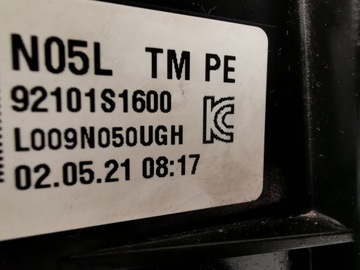 N05L TM PE
92101S1600
L009N050UGH
02.05.21 08:17